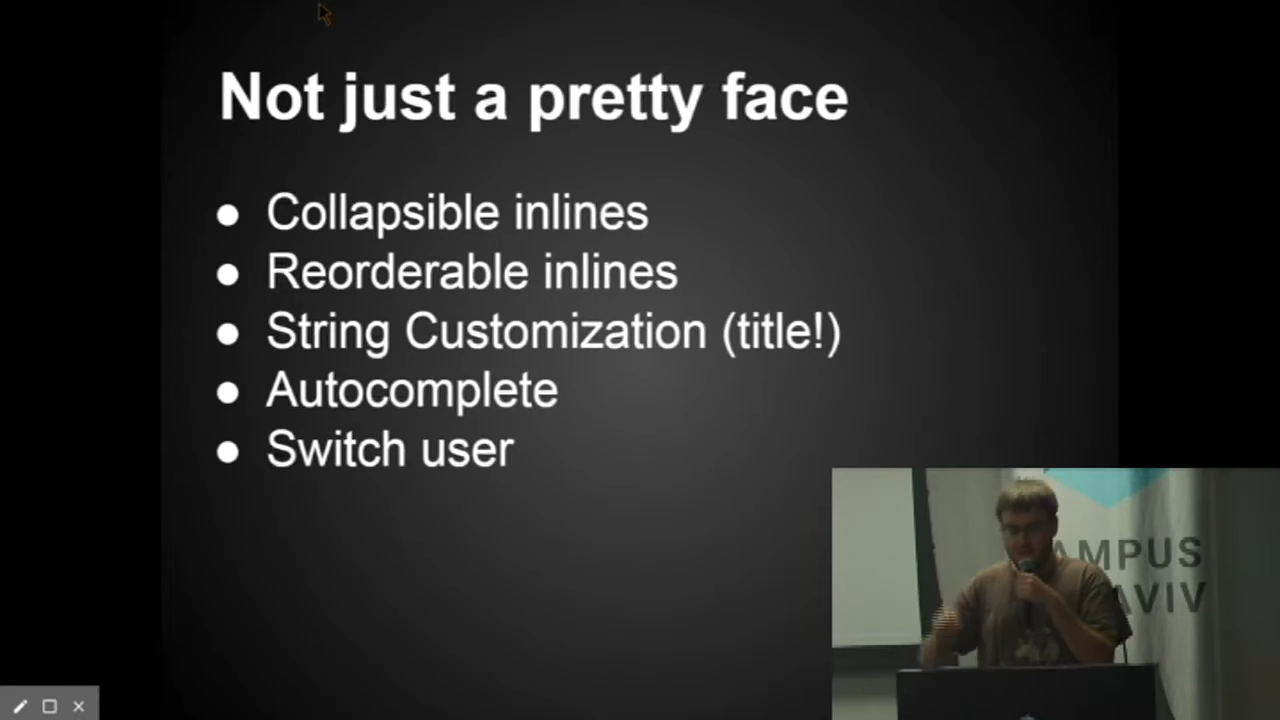 Not just a pretty face
● Collapsible inlines
● Reorderable inlines
● String Customization (title!)
● Autocomplete
● Switch user
AMPUS
AVIV